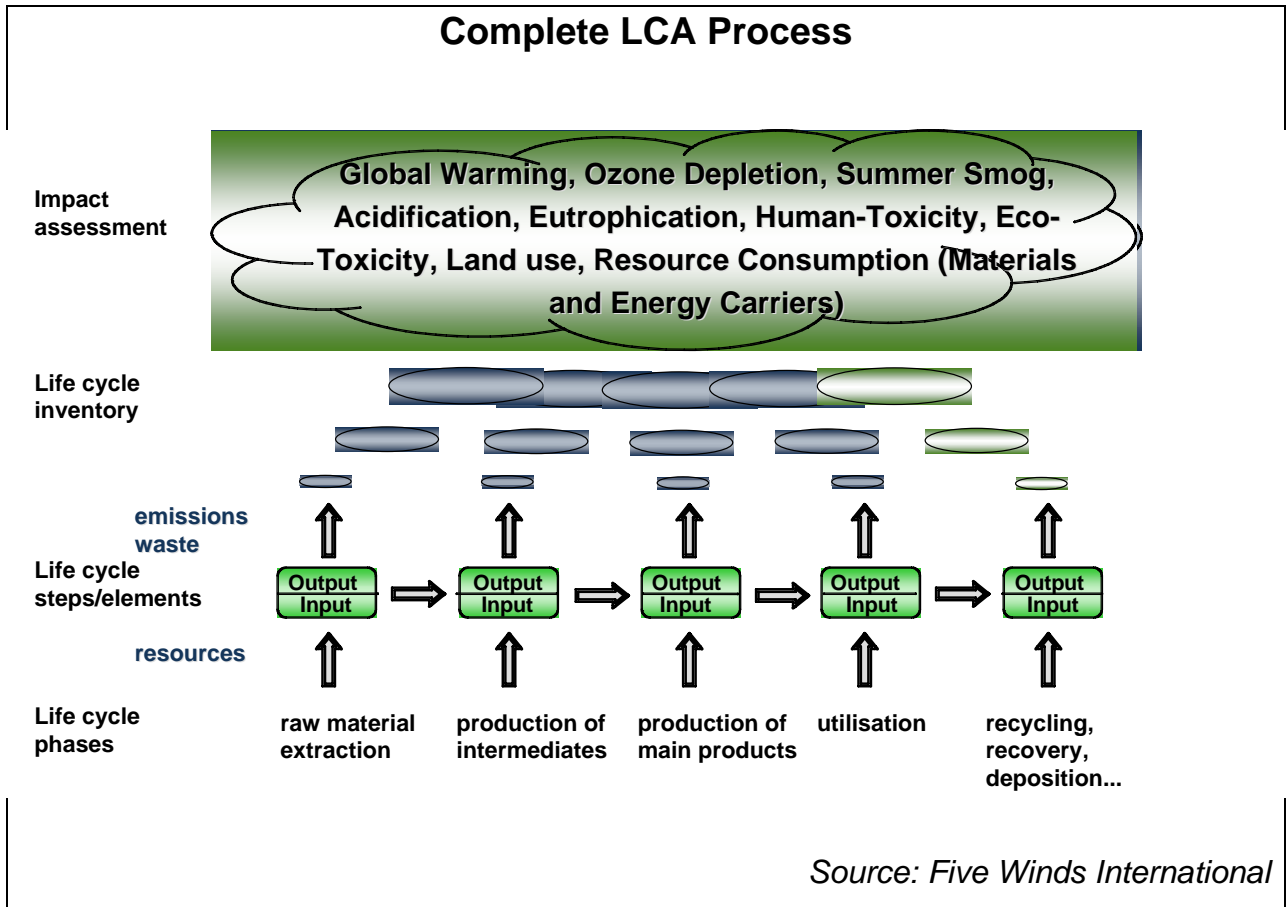 Complete LCA Process
Impact
assessment
Global Warming, Ozone Depletion, Summer Smog,
Acidification, Eutrophication, Human-Toxicity, Eco-
Toxicity, Land use, Resource Consumption (Materials
and Energy Carriers)
Life cycle
inventory
emissions
waste
Life cycle
steps/elements
Output
Input
Output
Input
Output
Input
Output
Input
Output
Input
resources
Life cycle
phases
raw material
extraction
production of
intermediates
production of
main products
utilisation
recycling,
recovery,
deposition...
Source: Five Winds International